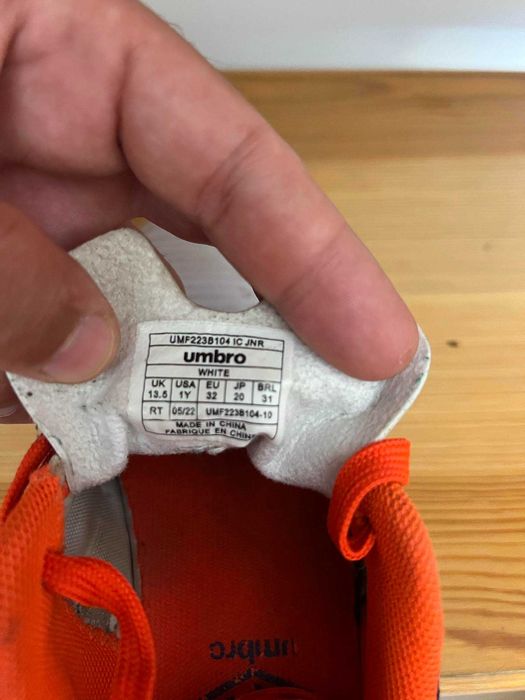 UMF223B104 IC JNR
umbro
WHITE
UK USA EU JP BRL
13.5 1Y 32 20 31
RT 05/22 UMF223B104-10
MADE IN CHINA
FABRIQUE EN CHINE
umbro